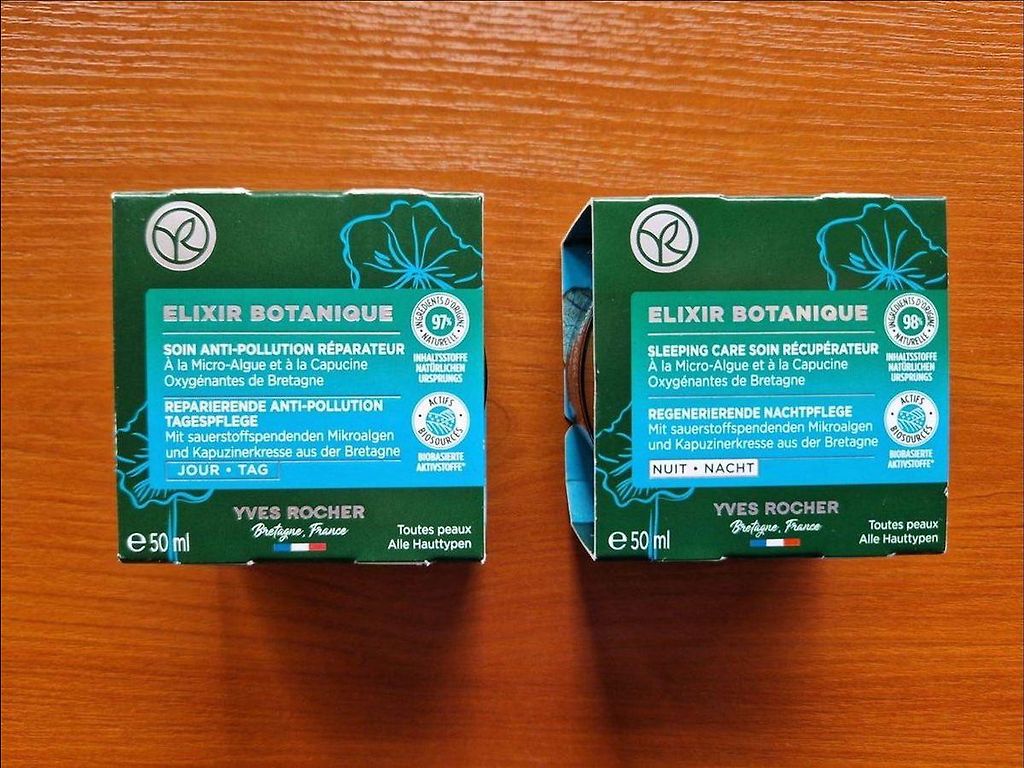 ELIXIR BOTANIQUE
SOIN ANTI-POLLUTION RÉPARATEUR
À la Micro-Algue et à la Capucine
Oxygénantes de Bretagne
REPARIERENDE ANTI-POLLUTION
TAGESPFLEGE
Mit sauerstoffspendenden Mikroalgen
und Kapuzinerkresse aus der Bretagne
JOUR • TAG
INGRÉDIENTS D'ORIGINE
97%
NATURELLE
INHALTSSTOFFE
NATÜRLICHEN
URSPRUNGS
ACTIFS
BIOSOURCÉS
BIOBASIERTE
AKTIVSTOFFE*
YVES ROCHER
Bretagne, France
e 50 ml
Toutes peaux
Alle Hauttypen
ELIXIR BOTANIQUE
SLEEPING CARE SOIN RÉCUPÉRATEUR
À la Micro-Algue et à la Capucine
Oxygénantes de Bretagne
REGENERIERENDE NACHTPFLEGE
Mit sauerstoffspendenden Mikroalgen
und Kapuzinerkresse aus der Bretagne
NUIT • NACHT
INGRÉDIENTS D'ORIGINE
98%
NATURELLE
INHALTSSTOFFE
NATÜRLICHEN
URSPRUNGS
ACTIFS
BIOSOURCÉS
BIOBASIERTE
AKTIVSTOFFE*
YVES ROCHER
Bretagne, France
e 50 ml
Toutes peaux
Alle Hauttypen